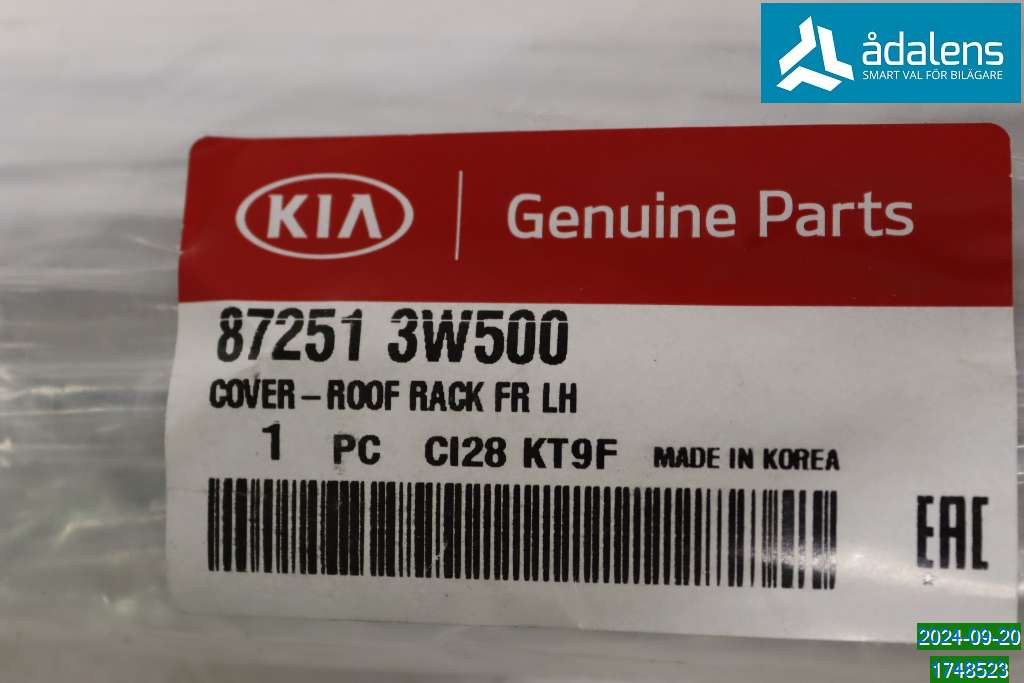 ådalens
SMART VAL FÖR BILÄGARE
KIA Genuine Parts
87251 3W500
COVER-ROOF RACK FR LH
1 PC CI28 KT9F MADE IN KOREA
EAC
2024-09-20
1748523